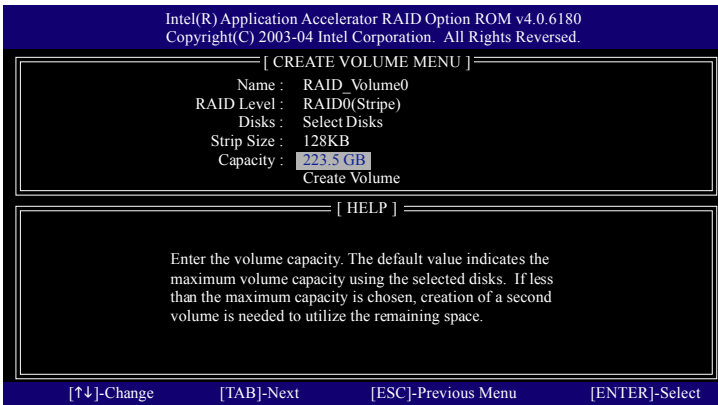 Intel(R) Application Accelerator RAID Option ROM v4.0.6180
Copyright(C) 2003-04 Intel Corporation. All Rights Reversed.
[ CREATE VOLUME MENU ]
Name : RAID_Volume0
RAID Level : RAID0(Stripe)
Disks : Select Disks
Strip Size : 128KB
Capacity : 223.5 GB
Create Volume
[ HELP ]
Enter the volume capacity. The default value indicates the
maximum volume capacity using the selected disks. If less
than the maximum capacity is chosen, creation of a second
volume is needed to utilize the remaining space.
[↑↓]-Change [TAB]-Next [ESC]-Previous Menu [ENTER]-Select